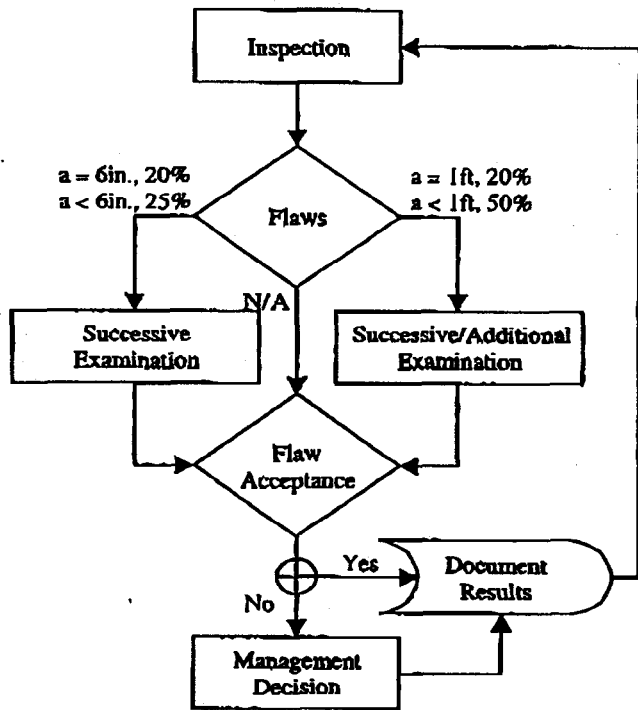 Inspection
a = 6in., 20%
a < 6in., 25%
Flaws
a = 1ft, 20%
a < 1ft, 50%
N/A
Successive
Examination
Successive/Additional
Examination
Flaw
Acceptance
Yes
No
Document
Results
Management
Decision